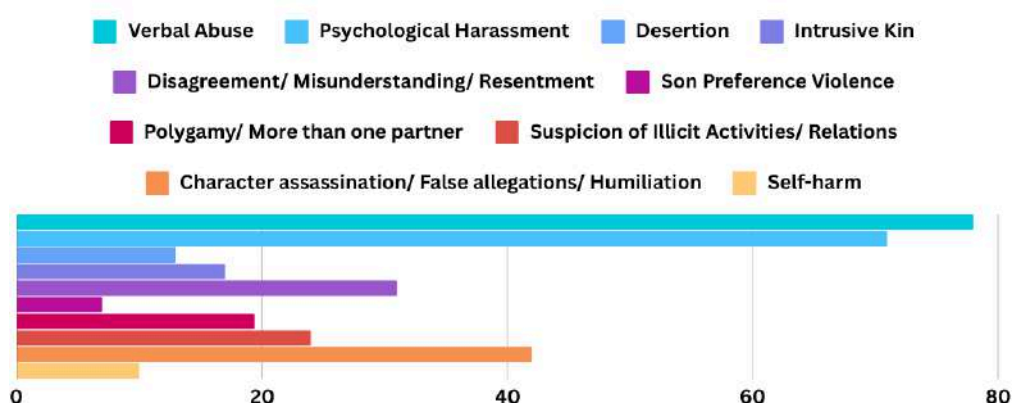 Verbal Abuse Psychological Harassment Desertion Intrusive Kin
Disagreement/ Misunderstanding/ Resentment Son Preference Violence
Polygamy/ More than one partner Suspicion of Illicit Activities/ Relations
Character assassination/ False allegations/ Humiliation Self-harm
0 20 40 60 80